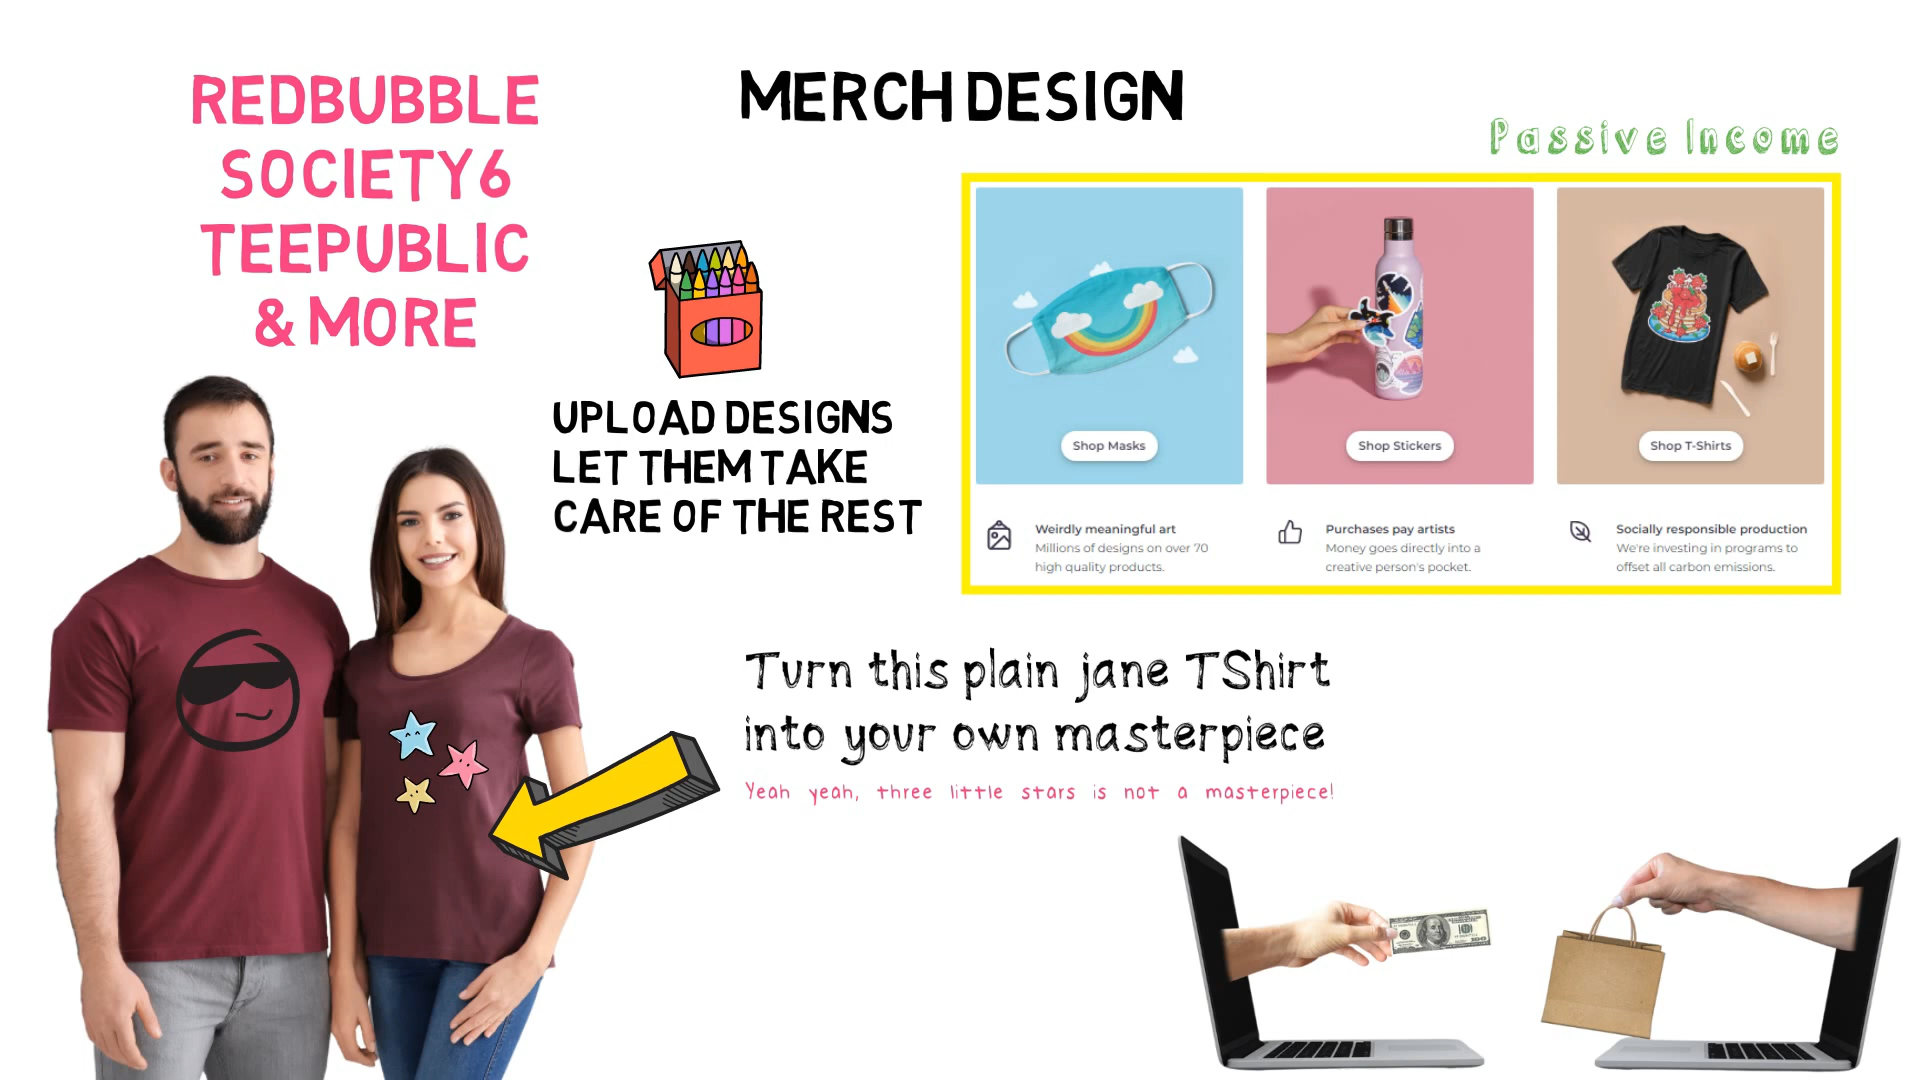 REDBUBBLE
SOCIETY6
TEEPUBLIC
& MORE
MERCH DESIGN
Passive Income
UPLOAD DESIGNS
LET THEM TAKE
CARE OF THE REST
Shop Masks
Shop Stickers
Shop T-Shirts
Weirdly meaningful art
Millions of designs on over 70
high quality products.
Purchases pay artists
Money goes directly into a
creative person's pocket.
Socially responsible production
We're investing in programs to
offset all carbon emissions.
Turn this plain jane TShirt
into your own masterpiece
Yeah yeah, three little stars is not a masterpiece!